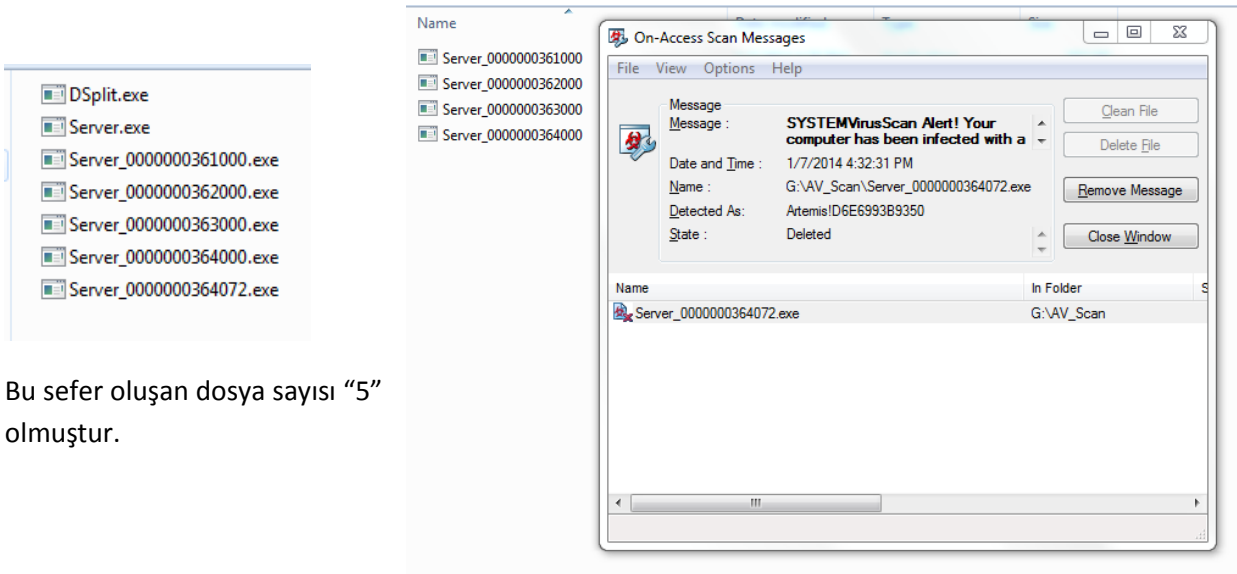 DSplit.exe
Server.exe
Server_0000000361000.exe
Server_0000000362000.exe
Server_0000000363000.exe
Server_0000000364000.exe
Server_0000000364072.exe
Bu sefer oluşan dosya sayısı “5”
olmuştur.
Name
Server_0000000361000
Server_0000000362000
Server_0000000363000
Server_0000000364000
On-Access Scan Messages
File View Options Help
Message
Message : SYSTEMVirusScan Alert! Your
computer has been infected with a
Date and Time : 1/7/2014 4:32:31 PM
Name : G:\AV_Scan\Server_0000000364072.exe
Detected As: Artemis!D6E6993B9350
State : Deleted
Clean File
Delete File
Remove Message
Close Window
Name In Folder S
Server_0000000364072.exe G:\AV_Scan